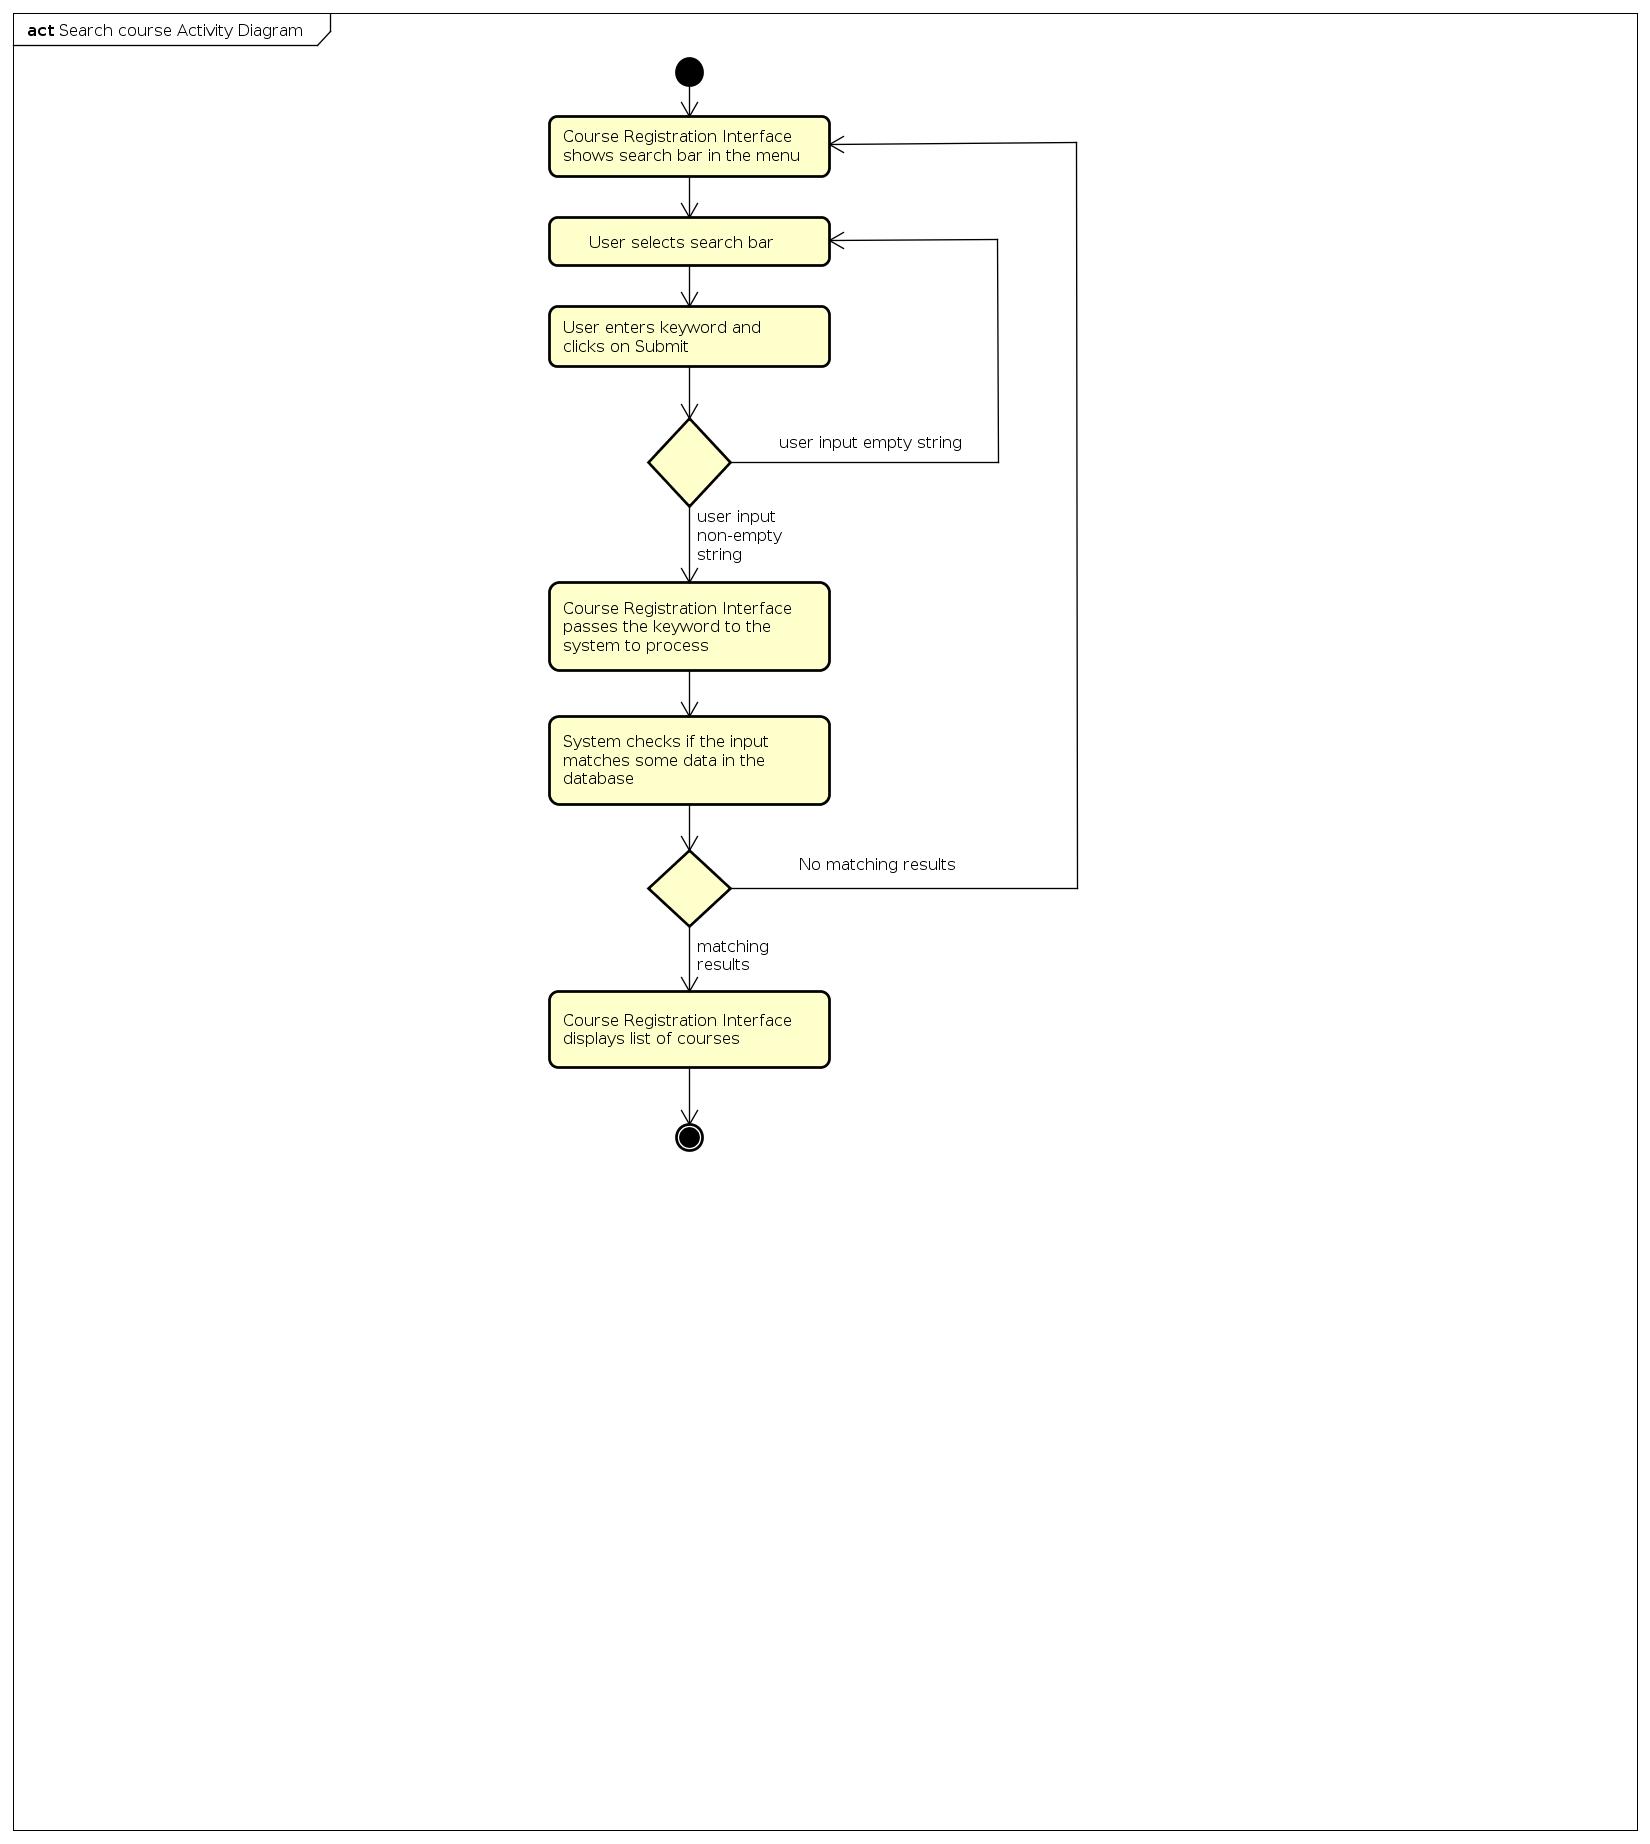 act Search course Activity Diagram
Course Registration Interface
shows search bar in the menu
User selects search bar
User enters keyword and
clicks on Submit
user input empty string
user input
non-empty
string
Course Registration Interface
passes the keyword to the
system to process
System checks if the input
matches some data in the
database
No matching results
matching
results
Course Registration Interface
displays list of courses